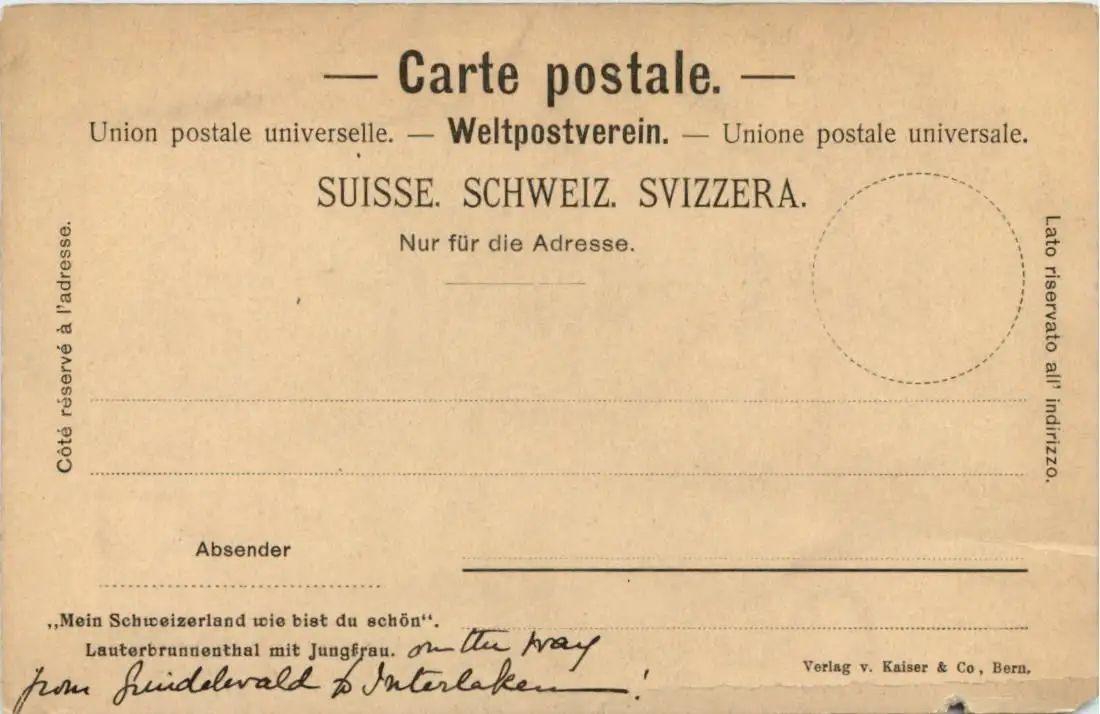 — Carte postale. —
Union postale universelle. — Weltpostverein. — Unione postale universale.
SUISSE. SCHWEIZ. SVIZZERA.
Nur für die Adresse.
Côté réservé à l'adresse.
Lato riservato all' indirizzo.
Absender
„Mein Schweizerland wie bist du schön“.
Lauterbrunnenthal mit Jungfrau. on the way
from Grindelwald to Interlaken — !
Verlag v. Kaiser & Co, Bern.